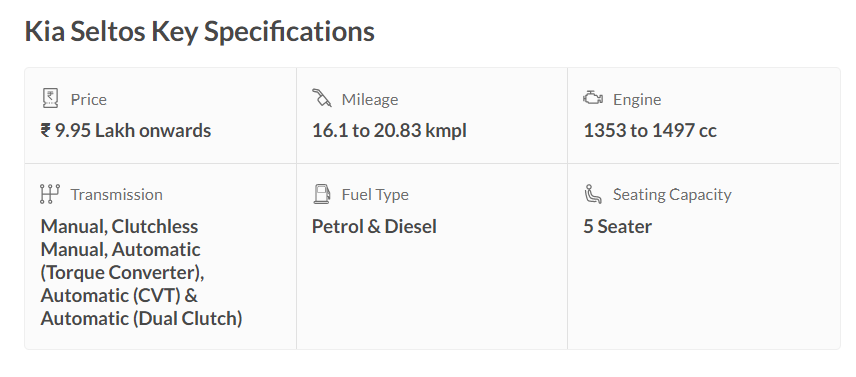 Kia Seltos Key Specifications
Price
₹ 9.95 Lakh onwards
Mileage
16.1 to 20.83 kmpl
Engine
1353 to 1497 cc
Transmission
Manual, Clutchless
Manual, Automatic
(Torque Converter),
Automatic (CVT) &
Automatic (Dual Clutch)
Fuel Type
Petrol & Diesel
Seating Capacity
5 Seater